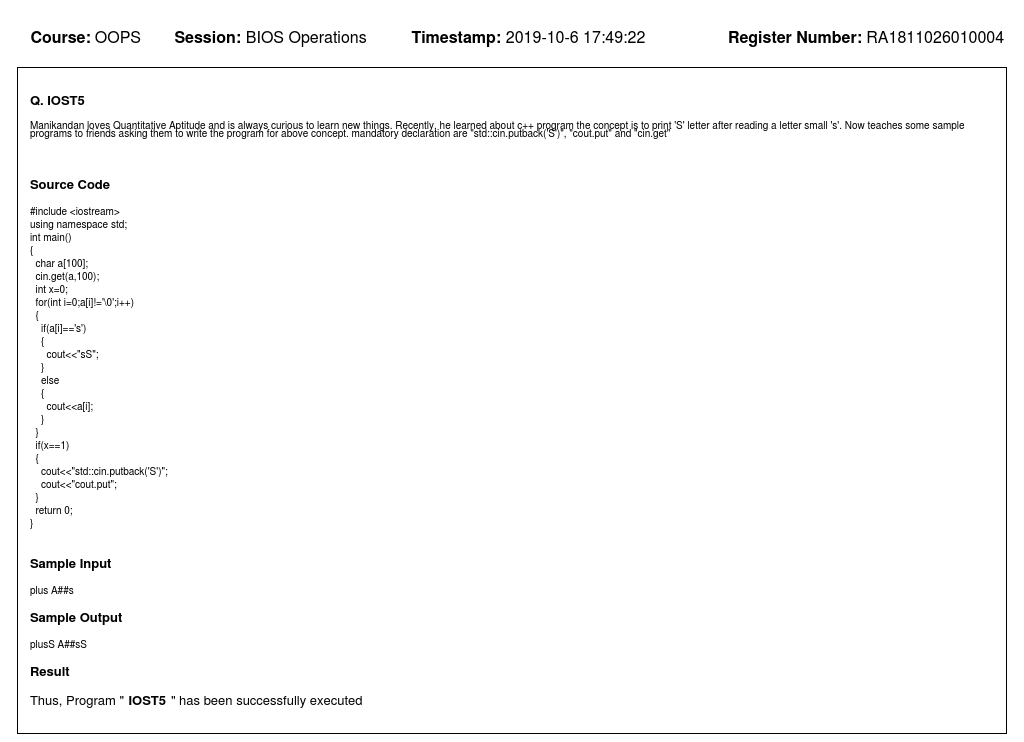 Course: OOPS Session: BIOS Operations Timestamp: 2019-10-6 17:49:22 Register Number: RA1811026010004
Q. IOST5
Manikandan loves Quantitative Aptitude and is always curious to learn new things. Recently, he learned about c++ program the concept is to print 'S' letter after reading a letter small 's'. Now teaches some sample
programs to friends asking them to write the program for above concept. mandatory declaration are "std::cin.putback('S')", "cout.put" and "cin.get"
Source Code
#include <iostream>
using namespace std;
int main()
{
  char a[100];
  cin.get(a,100);
  int x=0;
  for(int i=0;a[i]!='\0';i++)
  {
    if(a[i]=='s')
    {
      cout<<"sS";
    }
    else
    {
      cout<<a[i];
    }
  }
  if(x==1)
  {
    cout<<"std::cin.putback('S')";
    cout<<"cout.put";
  }
  return 0;
}
Sample Input
plus A##s
Sample Output
plusS A##sS
Result
Thus, Program " IOST5 " has been successfully executed